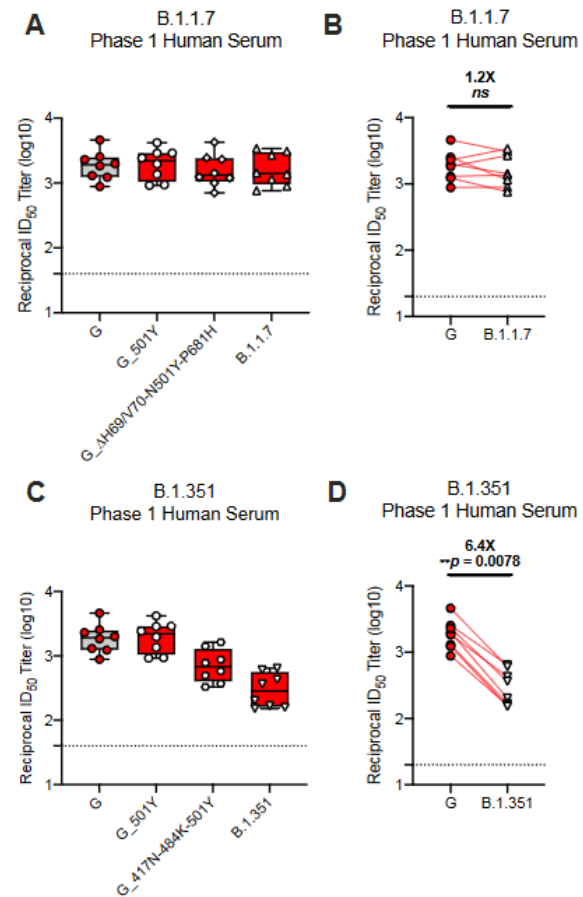 A
B.1.1.7
Phase 1 Human Serum
Reciprocal ID50 Titer (log10)
4
3
2
1
G
G_501Y
G_ΔH69/V70-N501Y-P681H
B.1.1.7
B
B.1.1.7
Phase 1 Human Serum
1.2X
ns
Reciprocal ID50 Titer (log10)
4
3
2
1
G
B.1.1.7
C
B.1.351
Phase 1 Human Serum
Reciprocal ID50 Titer (log10)
4
3
2
1
G
G_501Y
G_417N-484K-501Y
B.1.351
D
B.1.351
Phase 1 Human Serum
6.4X
**p = 0.0078
Reciprocal ID50 Titer (log10)
4
3
2
1
G
B.1.351